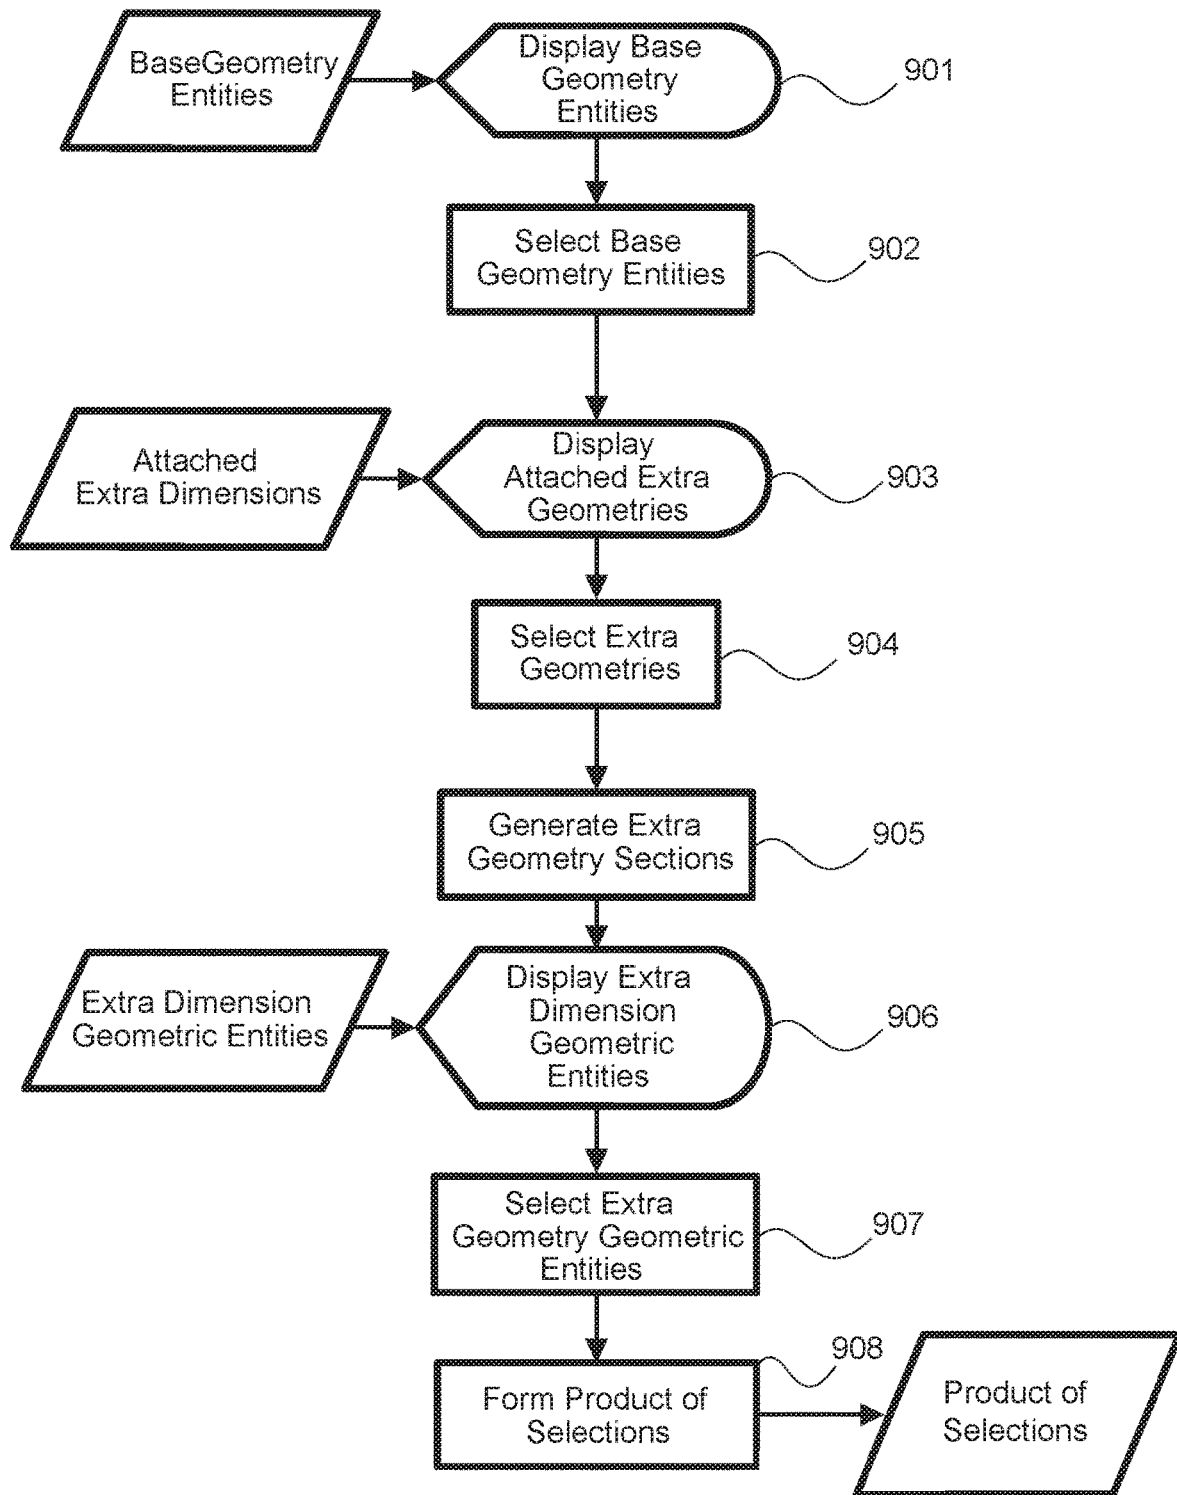 BaseGeometry
Entities
Display Base
Geometry
Entities
901
Select Base
Geometry Entities
902
Attached
Extra Dimensions
Display
Attached Extra
Geometries
903
Select Extra
Geometries
904
Generate Extra
Geometry Sections
905
Extra Dimension
Geometric Entities
Display Extra
Dimension
Geometric
Entities
906
Select Extra
Geometry Geometric
Entities
907
Form Product of
Selections
908
Product of
Selections